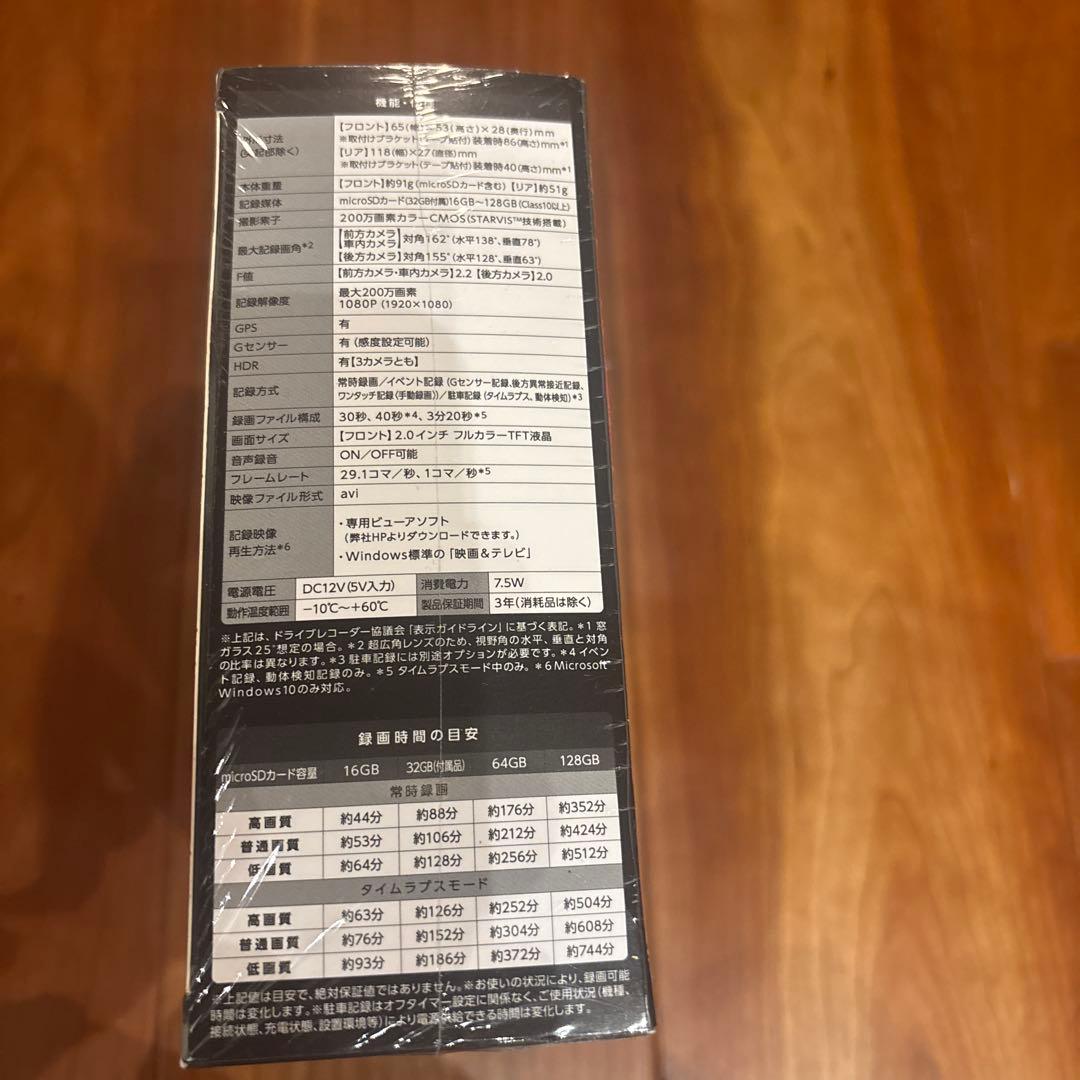 機能・
寸法
(突起部除く)
【フロント】65(幅)×53(高さ)×28(奥行)mm
※取付けブラケット(テープ貼付)装着時86(高さ)mm*1
【リア】118(幅)×27(直径)mm
※取付けブラケット(テープ貼付)装着時40(高さ)mm*1
本体重量 【フロント】約91g(microSDカード含む)【リア】約51g
記録媒体 microSDカード(32GB付属)16GB〜128GB(Class10以上)
撮影素子 200万画素カラーCMOS(STARVIS™技術搭載)
最大記録画角*2
【前方カメラ】
【車内カメラ】対角162°(水平138°、垂直78°)
【後方カメラ】対角155°(水平128°、垂直63°)
F値 【前方カメラ・車内カメラ】2.2【後方カメラ】2.0
記録解像度 最大200万画素
1080P (1920×1080)
GPS 有
Gセンサー 有(感度設定可能)
HDR 有【3カメラとも】
記録方式 常時録画/イベント記録(Gセンサー記録、後方異常接近記録、
ワンタッチ記録(手動録画))/駐車記録(タイムラプス、動体検知)*3
録画ファイル構成 30秒、40秒*4、3分20秒*5
画面サイズ 【フロント】2.0インチ フルカラーTFT液晶
音声録音 ON/OFF可能
フレームレート 29.1コマ/秒、1コマ/秒*5
映像ファイル形式 avi
記録映像
再生方法*6
・専用ビューアソフト
(弊社HPよりダウンロードできます。)
・Windows標準の「映画&テレビ」
電源電圧 DC12V(5V入力) 消費電力 7.5W
動作温度範囲 −10℃〜+60℃ 製品保証期間 3年(消耗品は除く)
※上記は、ドライブレコーダー協議会「表示ガイドライン」に基づく表記。*1 窓
ガラス25°想定の場合。*2 超広角レンズのため、視野角の水平、垂直と対角
の比率は異なります。*3 駐車記録には別途オプションが必要です。*4 イベン
ト記録、動体検知記録のみ。*5 タイムラプスモード中のみ。*6 Microsoft
Windows10のみ対応。
録画時間の目安
microSDカード容量 16GB 32GB(付属品) 64GB 128GB
常時録画
高画質 約44分 約88分 約176分 約352分
普通画質 約53分 約106分 約212分 約424分
低画質 約64分 約128分 約256分 約512分
タイムラプスモード
高画質 約63分 約126分 約252分 約504分
普通画質 約76分 約152分 約304分 約608分
低画質 約93分 約186分 約372分 約744分
※上記値は目安で、絶対保証値ではありません。※お使いの状況により、録画可能
時間は変化します。※駐車記録はオフタイマー設定に関係なく、ご使用状況(機種、
接続状態、充電状態、設置環境等)により電源供給できる時間は変化します。